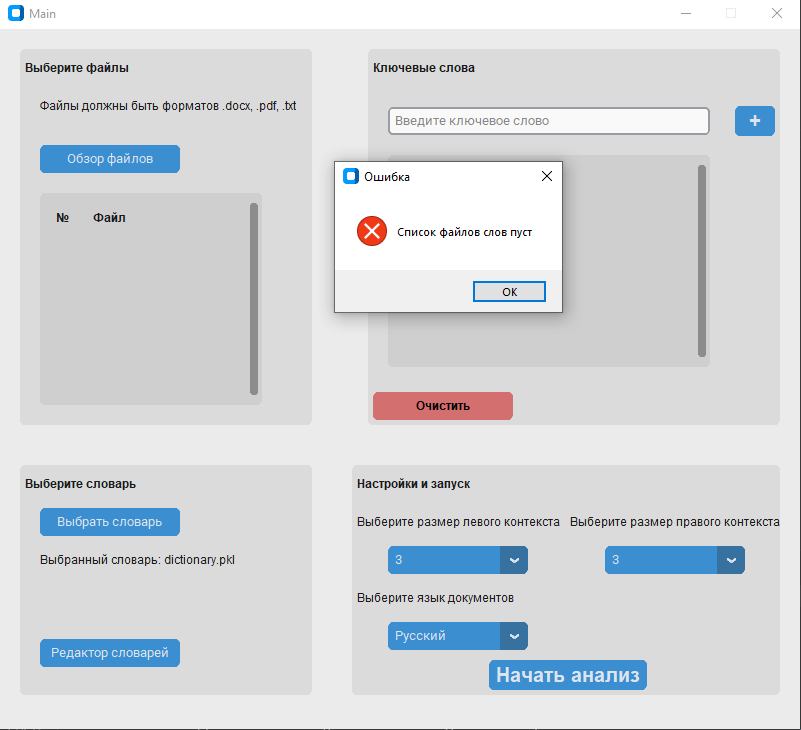 Main
Выберите файлы
Файлы должны быть форматов .docx, .pdf, .txt
Обзор файлов
№ Файл
Ключевые слова
Введите ключевое слово
+
Ошибка
Список файлов слов пуст
OK
Очистить
Выберите словарь
Выбрать словарь
Выбранный словарь: dictionary.pkl
Редактор словарей
Настройки и запуск
Выберите размер левого контекста Выберите размер правого контекста
3 3
Выберите язык документов
Русский
Начать анализ